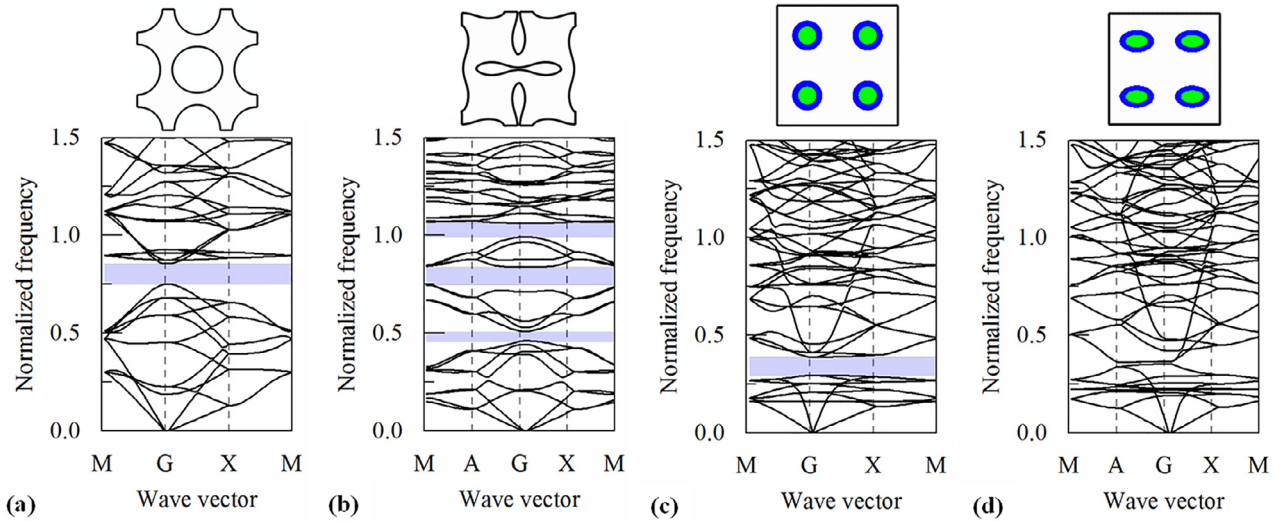 (a)
Normalized frequency
1.5
1.0
0.5
0.0
M G X M
Wave vector
(b)
Normalized frequency
1.5
1.0
0.5
0.0
M A G X M
Wave vector
(c)
Normalized frequency
1.5
1.0
0.5
0.0
M G X M
Wave vector
(d)
Normalized frequency
1.5
1.0
0.5
0.0
M A G X M
Wave vector